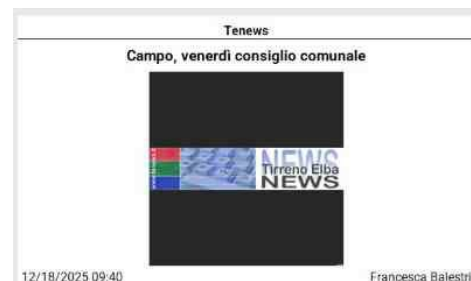 Tenews
Campo, venerdì consiglio comunale
NEWS
Tirreno Elba
NEWS
12/18/2025 09:40
Francesca Balestri